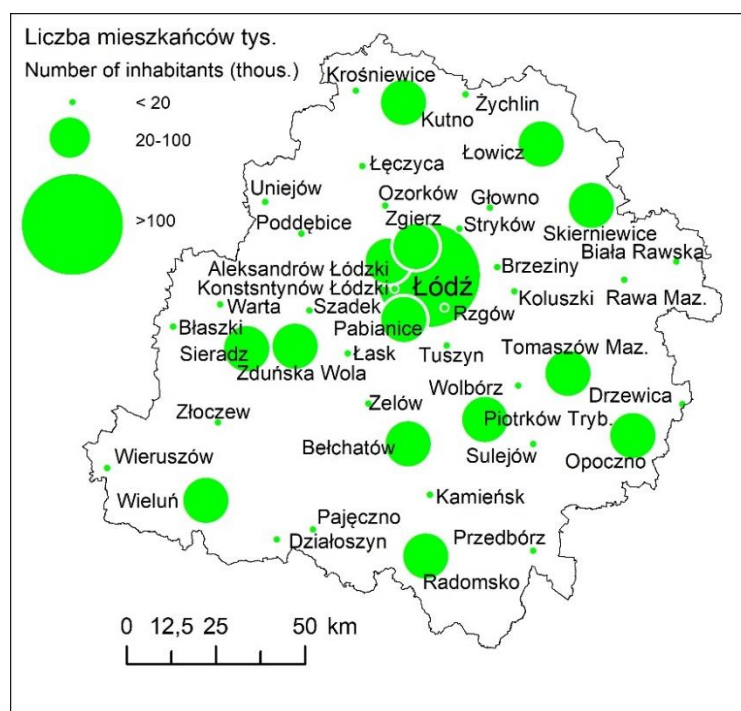 Liczba mieszkańców tys.
Number of inhabitants (thous.)
< 20
20-100
>100
Krośniewice
Żychlin
Kutno
Łowicz
Łęczyca
Uniejów
Ozorków
Głowno
Zgierz
Stryków
Skierniewice
Poddębice
Biała Rawska
Aleksandrów Łódzki
Brzeziny
Konstsntynów Łódzki
Łódź
Koluszki
Rawa Maz.
Warta
Szadek
Rzgów
Błaszki
Pabianice
Sieradz
Łask
Tuszyn
Tomaszów Maz.
Zduńska Wola
Wolbórz
Drzewica
Zelów
Złoczew
Piotrków Tryb.
Bełchatów
Sulejów
Opoczno
Wieruszów
Wieluń
Kamieńsk
Pajęczno
Działoszyn
Przedbórz
Radomsko
0 12,5 25 50 km